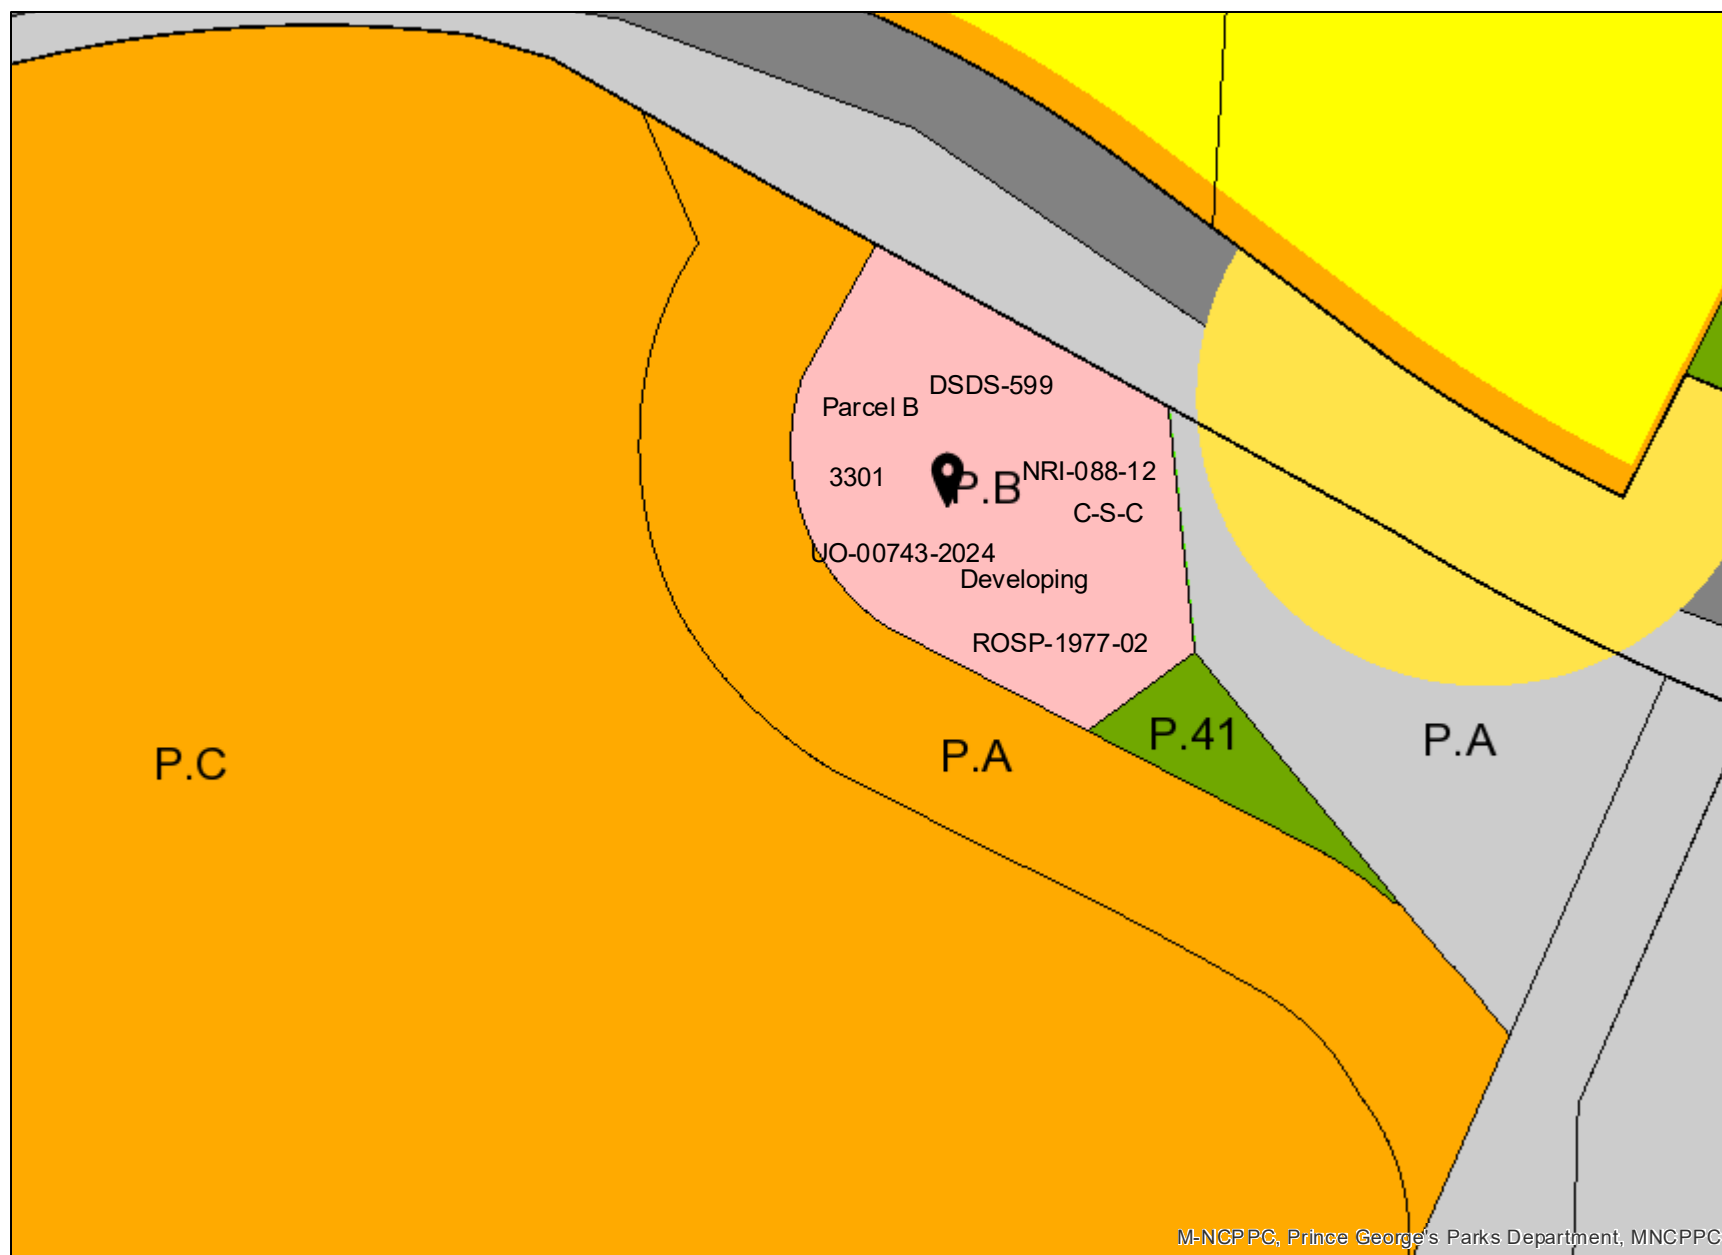 DSDS-599
Parcel B
3301
P.B
NRI-088-12
C-S-C
UO-00743-2024
Developing
ROSP-1977-02
P.41
P.A
P.A
P.C
M-NCPPC, Prince George's Parks Department, MNCPPC